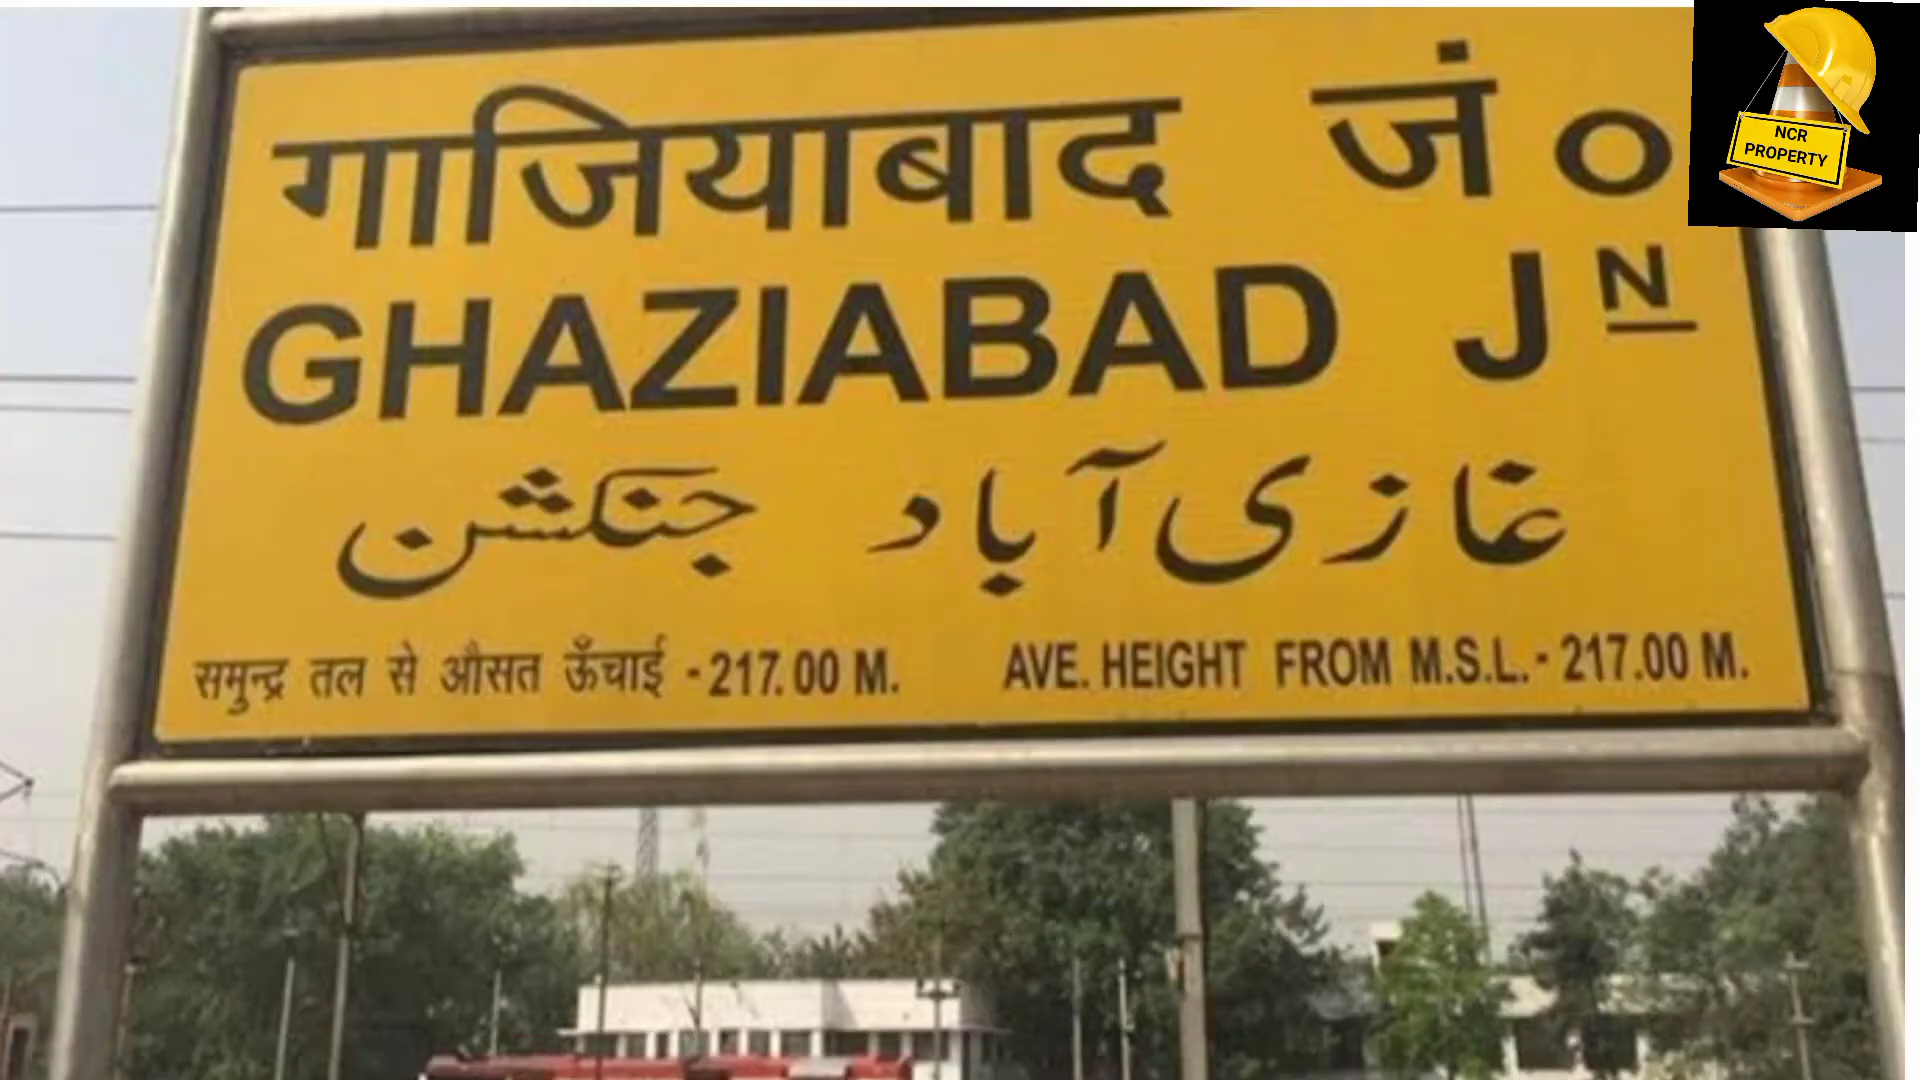 गाजियाबाद जं०
GHAZIABAD JN
غازی آباد جنکشن
समुन्द्र तल से औसत ऊँचाई -217.00 M.
AVE. HEIGHT FROM M.S.L.- 217.00 M.
NCR
PROPERTY